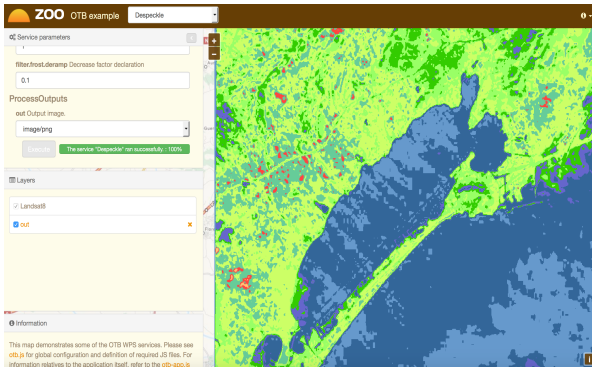 ZOO OTB example Despeckle
Service parameters
filter.frost.deramp Decrease factor declaration
0.1
ProcessOutputs
out Output image.
image/png
Execute The service "Despeckle" ran successfully. : 100%
Layers
Landsat8
out
Information
This map demonstrates some of the OTB WPS services. Please see
otb.js for global configuration and definition of required JS files. For
information relatives to the application itself, refer to the otb-app.js